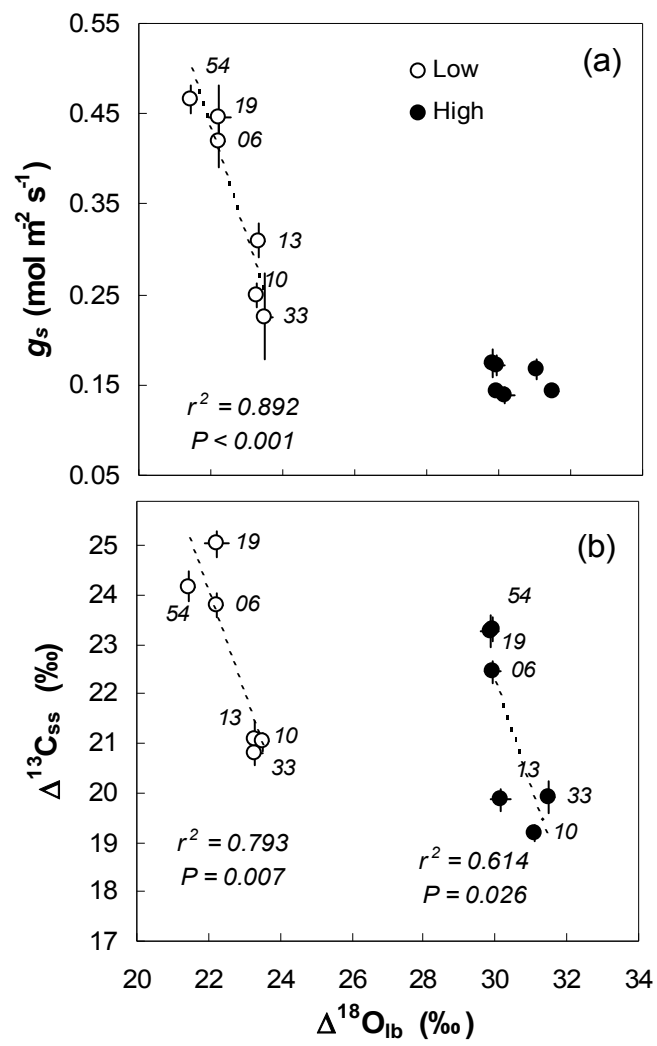 0.55
(a)
54
Low
19
High
0.45
06
0.35
13
10
0.25
33
0.15
r² = 0.892
P < 0.001
0.05
gs (mol m⁻² s⁻¹)
25
19
(b)
54
24
06
54
23
19
06
22
13
10
21
33
13
33
20
10
19
r² = 0.793
r² = 0.614
P = 0.007
P = 0.026
18
17
Δ¹³Css (‰)
20 22 24 26 28 30 32 34
Δ¹⁸Olb (‰)